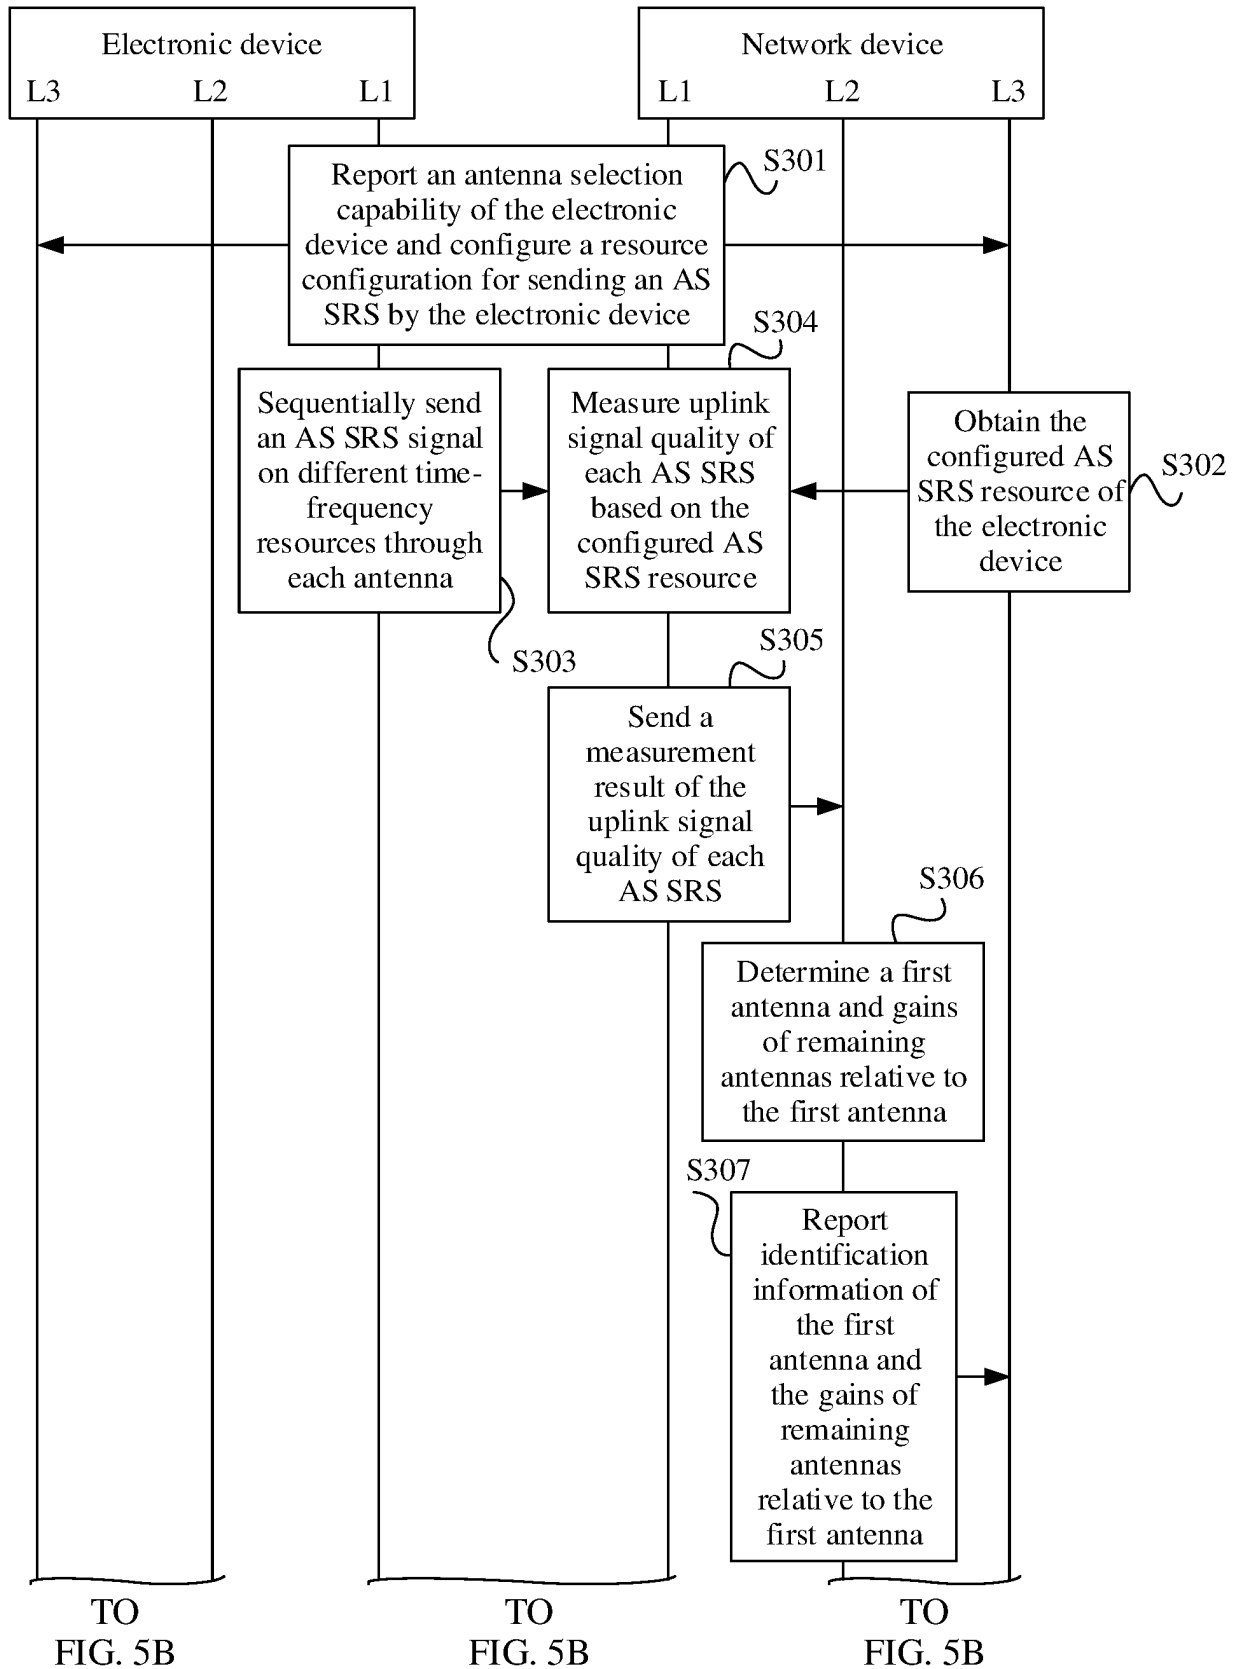 Electronic device
L3
L2
L1
Network device
L1
L2
L3
Report an antenna selection
capability of the electronic
device and configure a resource
configuration for sending an AS
SRS by the electronic device
S301
S304
Sequentially send
an AS SRS signal
on different time-
frequency
resources through
each antenna
S303
Measure uplink
signal quality of
each AS SRS
based on the
configured AS
SRS resource
Obtain the
configured AS
SRS resource of
the electronic
device
S302
S305
Send a
measurement
result of the
uplink signal
quality of each
AS SRS
S306
Determine a first
antenna and gains
of remaining
antennas relative to
the first antenna
S307
Report
identification
information of
the first
antenna and
the gains of
remaining
antennas
relative to the
first antenna
TO
FIG. 5B
TO
FIG. 5B
TO
FIG. 5B